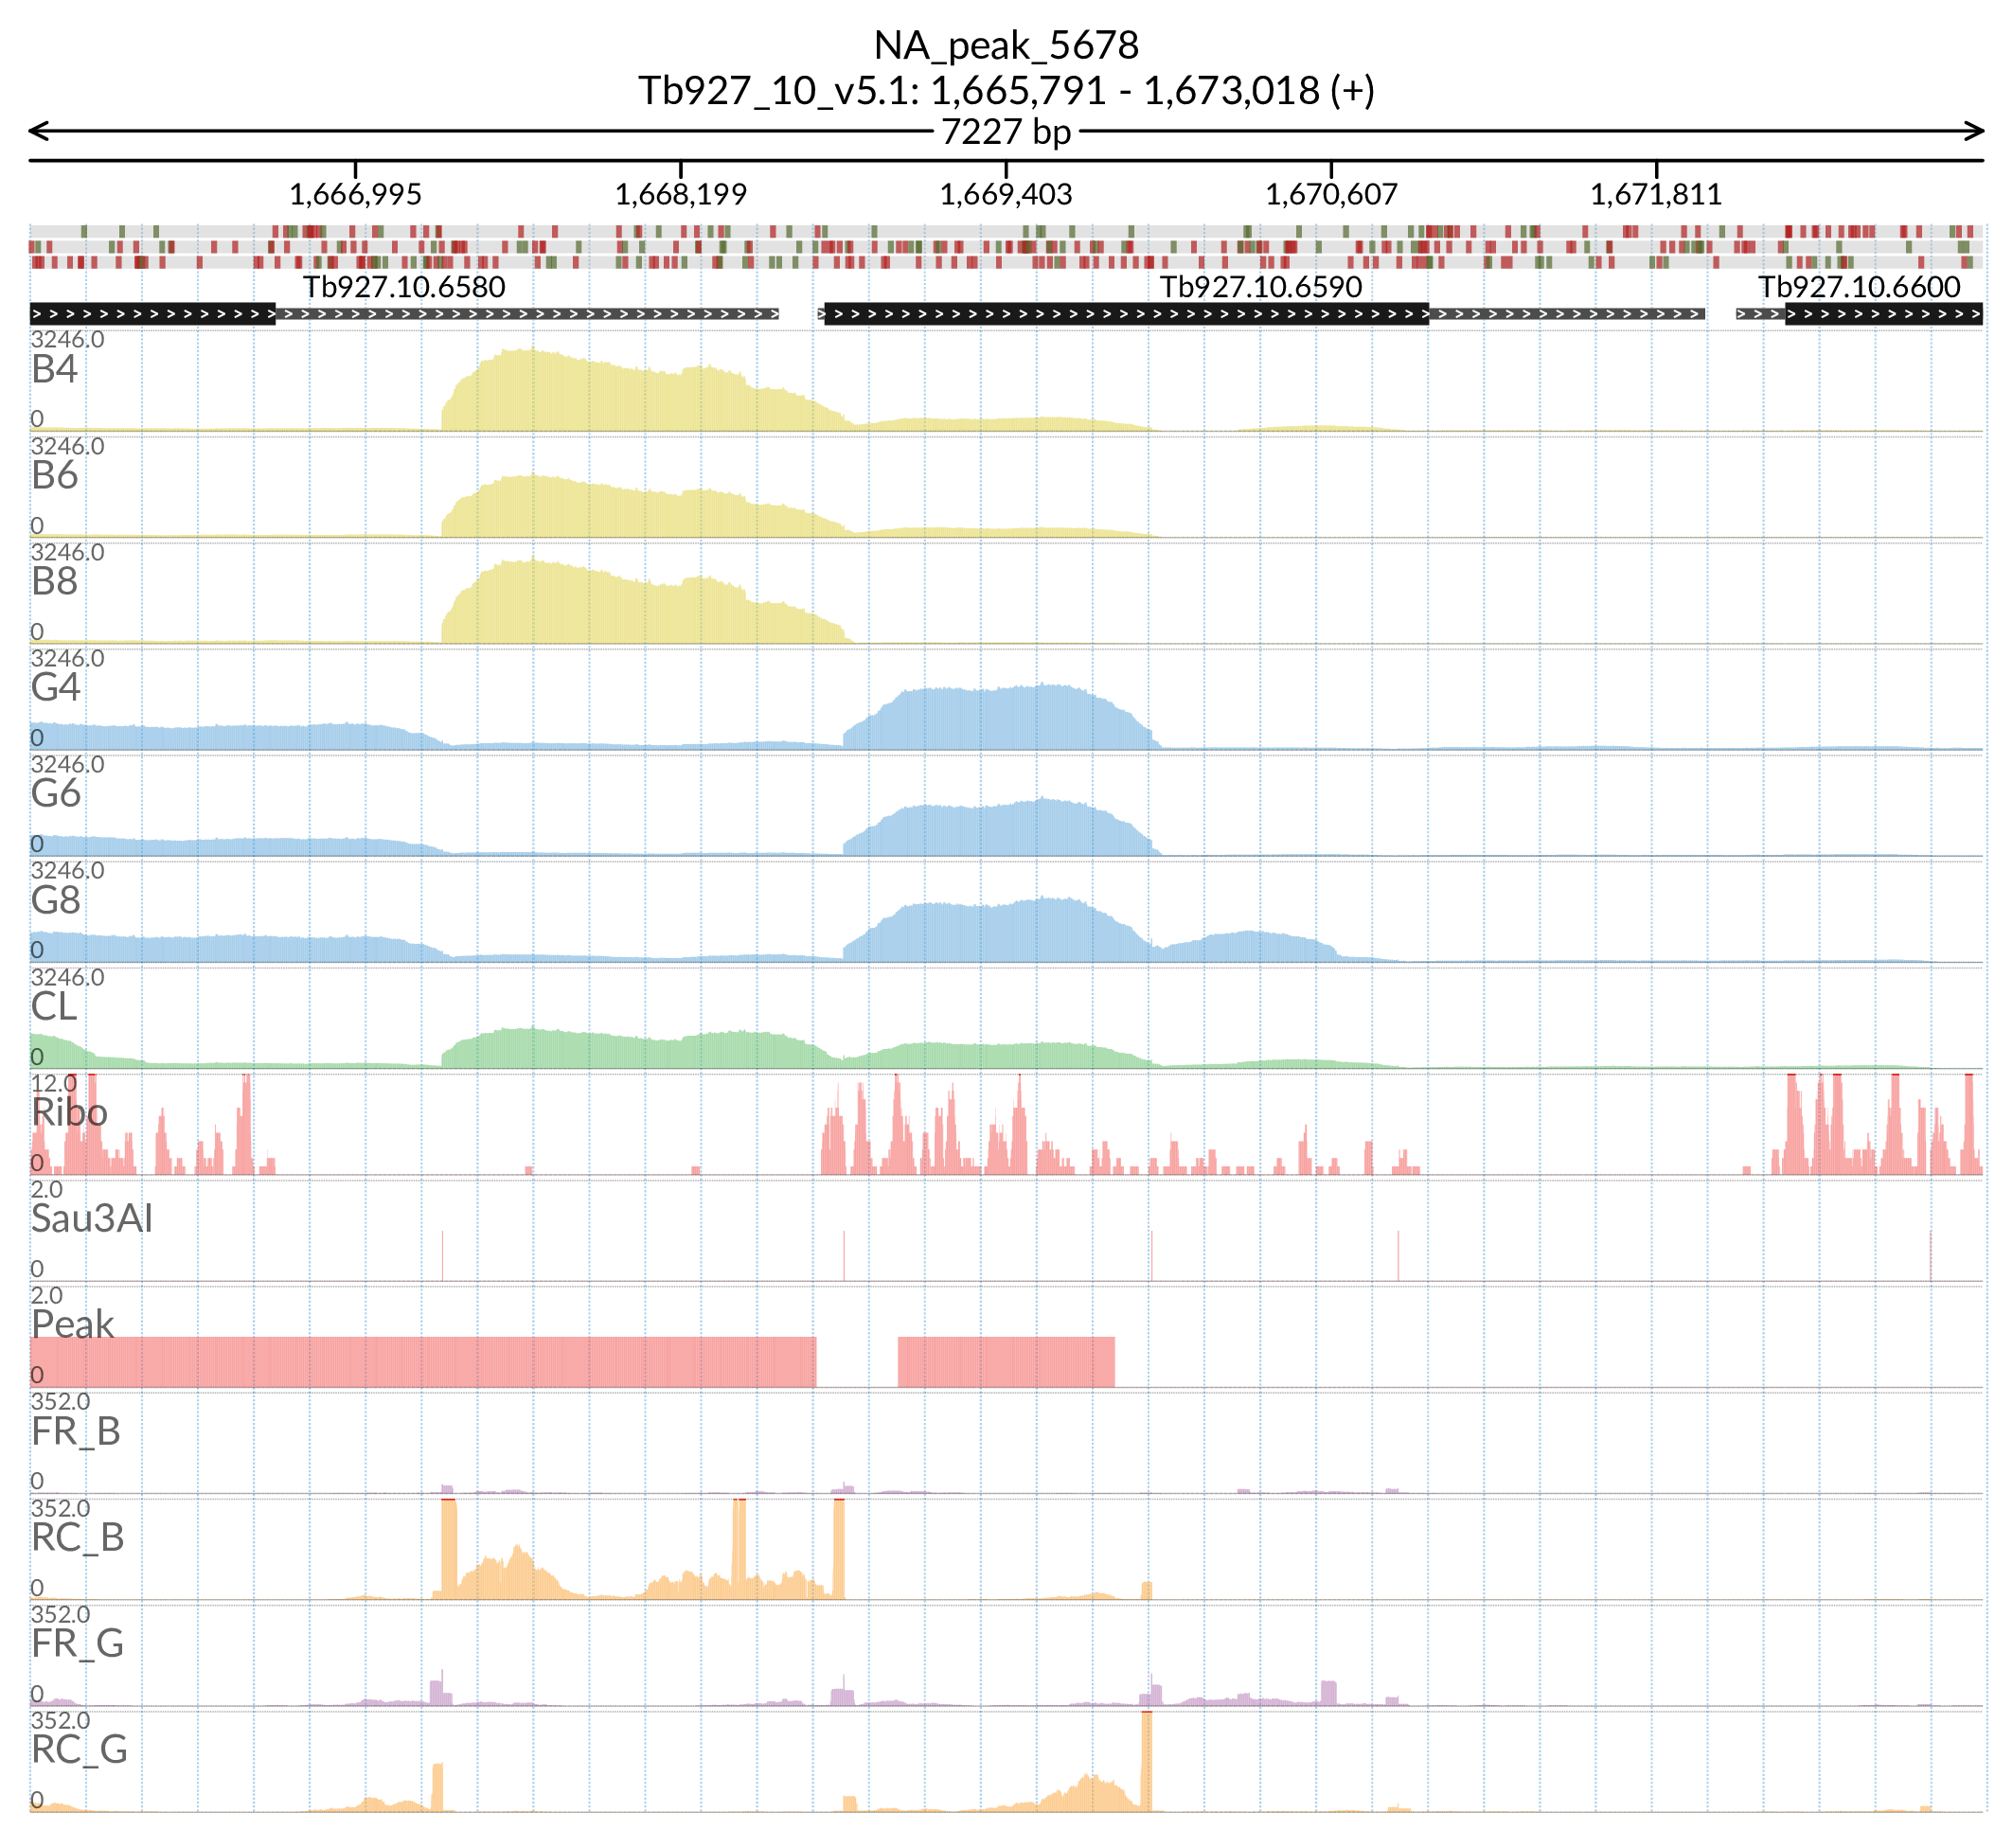 NA_peak_5678
Tb927_10_v5.1: 1,665,791 - 1,673,018 (+)
7227 bp
1,666,995 1,668,199 1,669,403 1,670,607 1,671,811
Tb927.10.6580 Tb927.10.6590 Tb927.10.6600
3246.0
B4
0
3246.0
B6
0
3246.0
B8
0
3246.0
G4
0
3246.0
G6
0
3246.0
G8
0
3246.0
CL
0
12.0
Ribo
0
2.0
Sau3AI
0
2.0
Peak
0
352.0
FR_B
0
352.0
RC_B
0
352.0
FR_G
0
352.0
RC_G
0